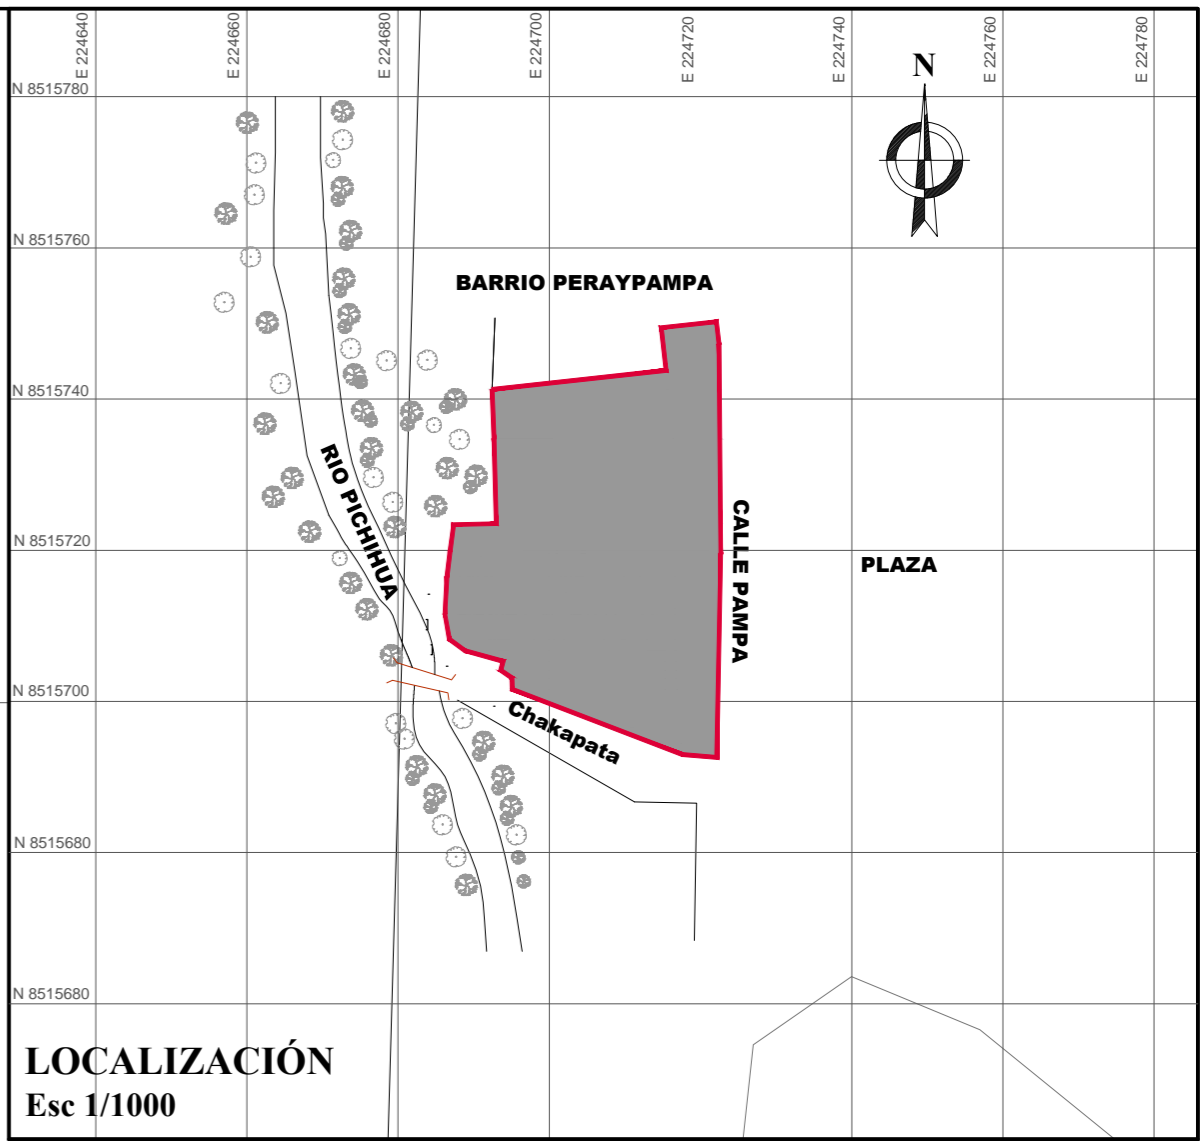 E 224640
E 224660
E 224680
E 224700
E 224720
E 224740
E 224760
E 224780
N
N 8515780
N 8515760
BARRIO PERAYPAMPA
N 8515740
RIO PICHIHUA
CALLE PAMPA
N 8515720
PLAZA
N 8515700
Chakapata
N 8515680
N 8515680
LOCALIZACIÓN
Esc 1/1000